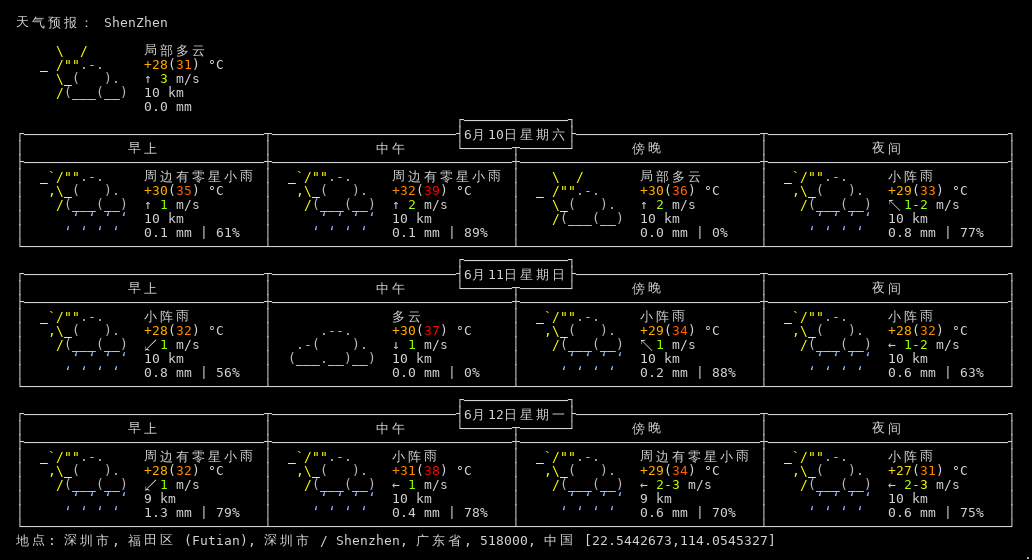 天气预报： ShenZhen
局部多云
+28(31) °C
↑ 3 m/s
10 km
0.0 mm
6月10日星期六
早上 中午 傍晚 夜间
周边有零星小雨 周边有零星小雨 局部多云 小阵雨
+30(35) °C +32(39) °C +30(36) °C +29(33) °C
↑ 1 m/s ↑ 2 m/s ↑ 2 m/s ↖ 1-2 m/s
10 km 10 km 10 km 10 km
0.1 mm | 61% 0.1 mm | 89% 0.0 mm | 0% 0.8 mm | 77%
6月11日星期日
早上 中午 傍晚 夜间
小阵雨 多云 小阵雨 小阵雨
+28(32) °C +30(37) °C +29(34) °C +28(32) °C
↙ 1 m/s ↓ 1 m/s ↖ 1 m/s ← 1-2 m/s
10 km 10 km 10 km 10 km
0.8 mm | 56% 0.0 mm | 0% 0.2 mm | 88% 0.6 mm | 63%
6月12日星期一
早上 中午 傍晚 夜间
周边有零星小雨 小阵雨 周边有零星小雨 小阵雨
+28(32) °C +31(38) °C +29(34) °C +27(31) °C
↙ 1 m/s ← 1 m/s ← 2-3 m/s ← 2-3 m/s
9 km 10 km 9 km 10 km
1.3 mm | 79% 0.4 mm | 78% 0.6 mm | 70% 0.6 mm | 75%
地点: 深圳市, 福田区 (Futian), 深圳市 / Shenzhen, 广东省, 518000, 中国 [22.5442673,114.0545327]